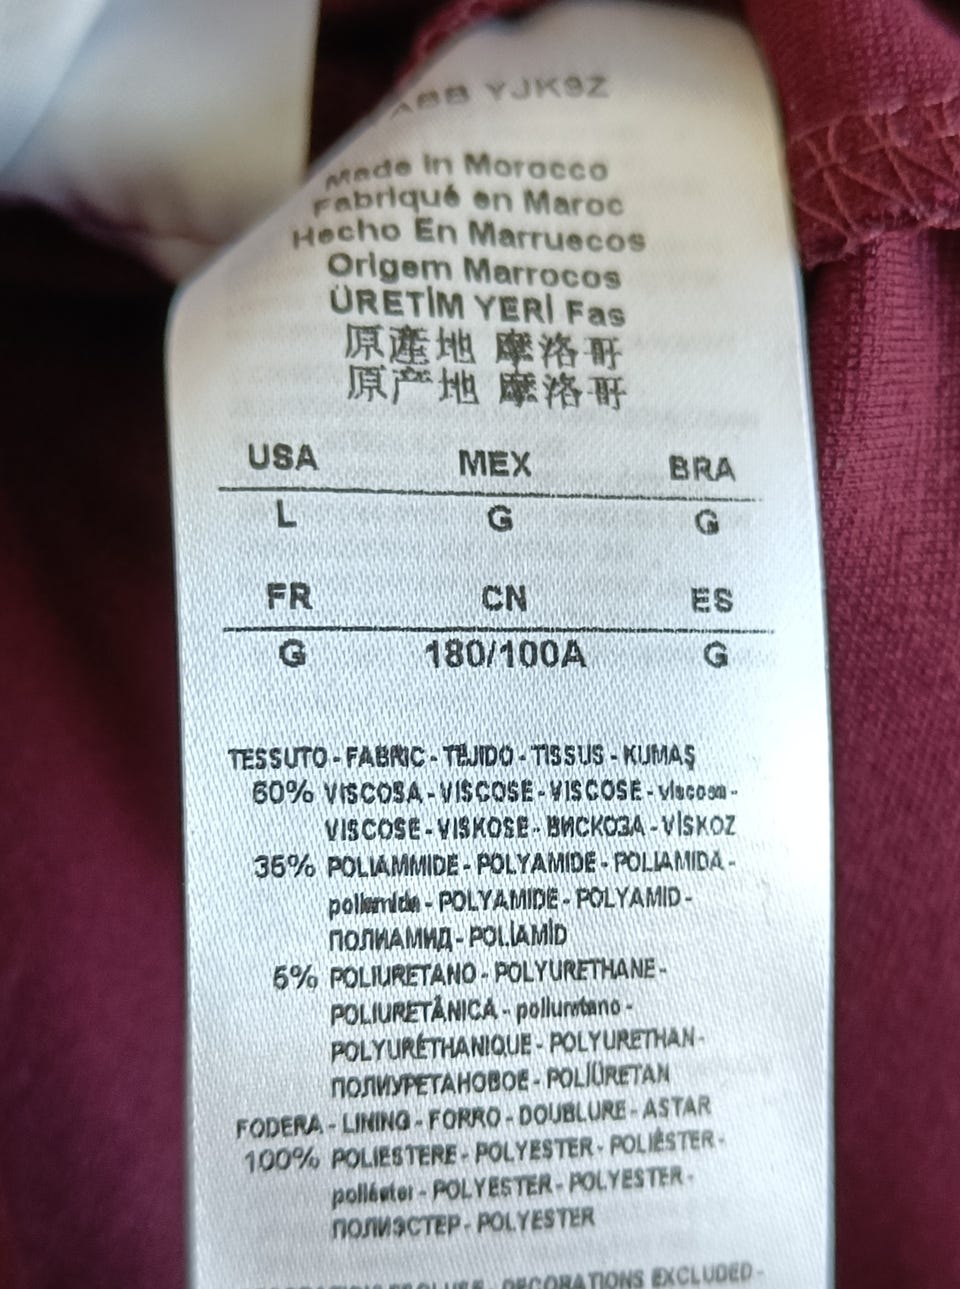 YJK9Z
Made in Morocco
Fabriqué en Maroc
Hecho En Marruecos
Origem Marrocos
ÜRETİM YERİ Fas
原產地 摩洛哥
原产地 摩洛哥
USA MEX BRA
L G G
FR CN ES
G 180/100A G
TESSUTO - FABRIC - TEJIDO - TISSUS - KUMAŞ
60% VISCOSA - VISCOSE - VISCOSE - viscosa -
VISCOSE - VISKOSE - ВИСКОЗА - VİSKOZ
35% POLIAMMIDE - POLYAMIDE - POLIAMIDA -
poliamida - POLYAMIDE - POLYAMID -
ПОЛИАМИД - POLİAMİD
5% POLIURETANO - POLYURETHANE -
POLIURETÂNICA - poliuretano -
POLYURÉTHANIQUE - POLYURETHAN -
ПОЛИУРЕТАНОВОЕ - POLİÜRETAN
FODERA - LINING - FORRO - DOUBLURE - ASTAR
100% POLIESTERE - POLYESTER - POLIÉSTER -
poliéster - POLYESTER - POLYESTER -
ПОЛИЭСТЕР - POLYESTER
DECORATIONS EXCLUDED -